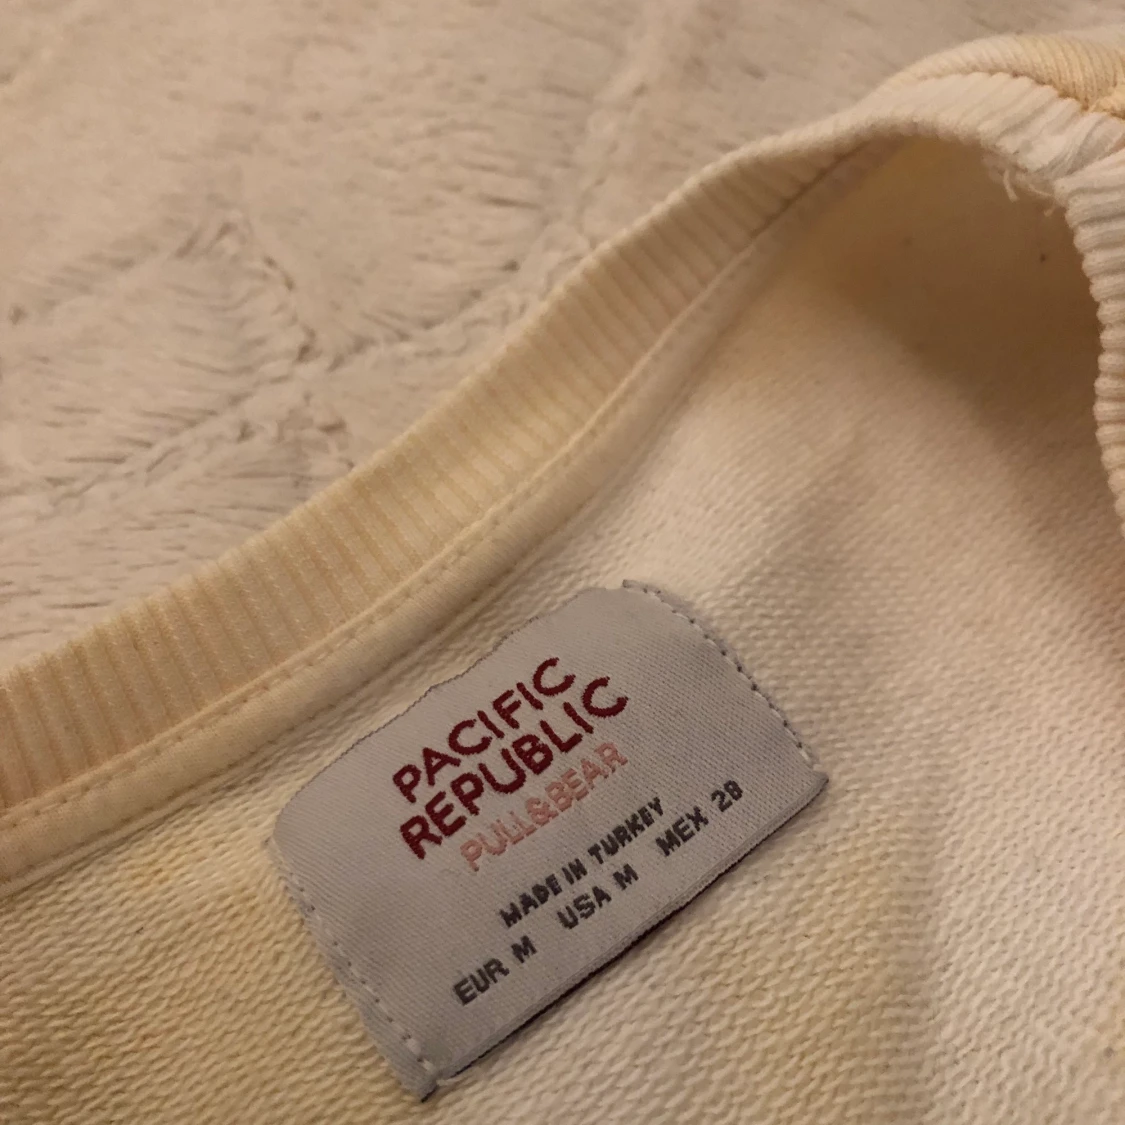 PACIFIC
REPUBLIC
PULL&BEAR
MADE IN TURKEY
EUR M USA M MEX 28